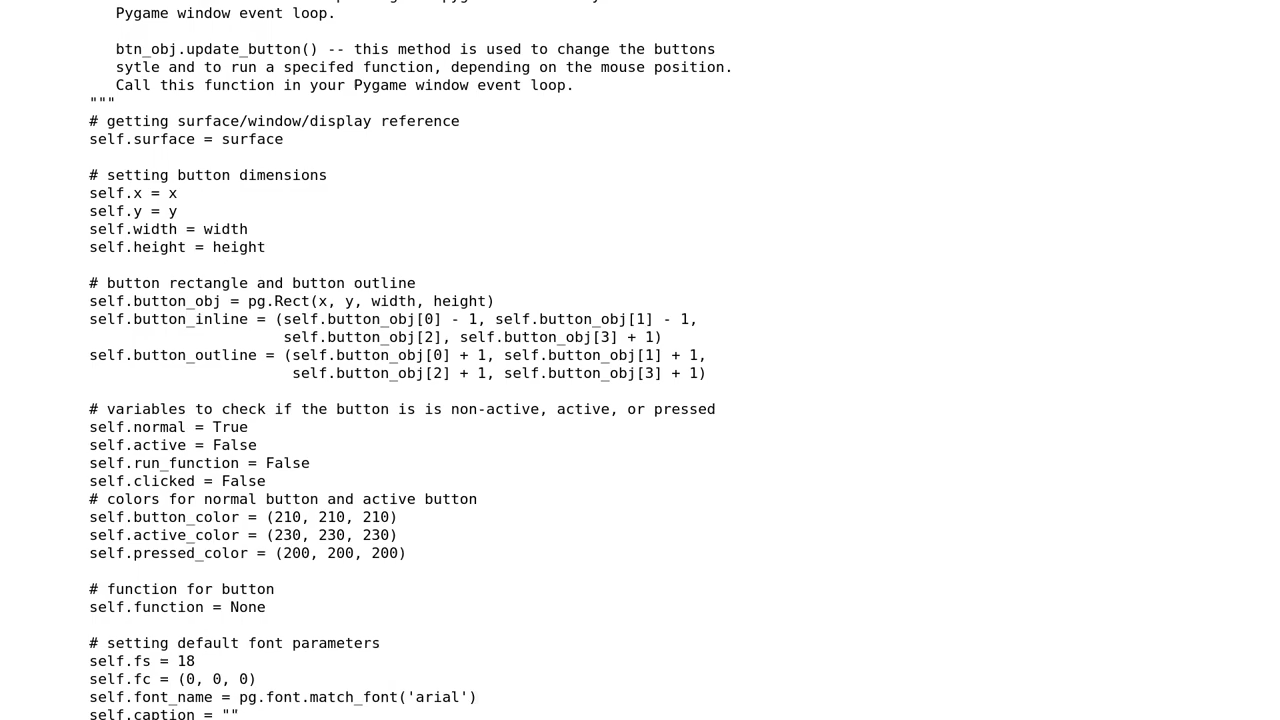 Pygame window event loop.
btn_obj.update_button() -- this method is used to change the buttons
sytle and to run a specifed function, depending on the mouse position.
Call this function in your Pygame window event loop.
"""
# getting surface/window/display reference
self.surface = surface
# setting button dimensions
self.x = x
self.y = y
self.width = width
self.height = height
# button rectangle and button outline
self.button_obj = pg.Rect(x, y, width, height)
self.button_inline = (self.button_obj[0] - 1, self.button_obj[1] - 1,
self.button_obj[2], self.button_obj[3] + 1)
self.button_outline = (self.button_obj[0] + 1, self.button_obj[1] + 1,
self.button_obj[2] + 1, self.button_obj[3] + 1)
# variables to check if the button is is non-active, active, or pressed
self.normal = True
self.active = False
self.run_function = False
self.clicked = False
# colors for normal button and active button
self.button_color = (210, 210, 210)
self.active_color = (230, 230, 230)
self.pressed_color = (200, 200, 200)
# function for button
self.function = None
# setting default font parameters
self.fs = 18
self.fc = (0, 0, 0)
self.font_name = pg.font.match_font('arial')
self.caption = ""